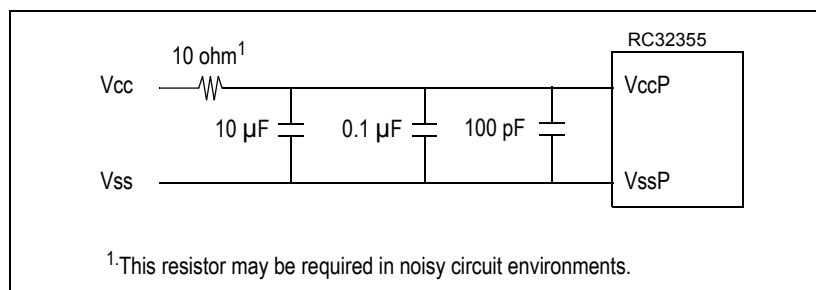 RC32355
10 ohm1
Vcc
VccP
10 µF
0.1 µF
100 pF
Vss
VssP
1.This resistor may be required in noisy circuit environments.